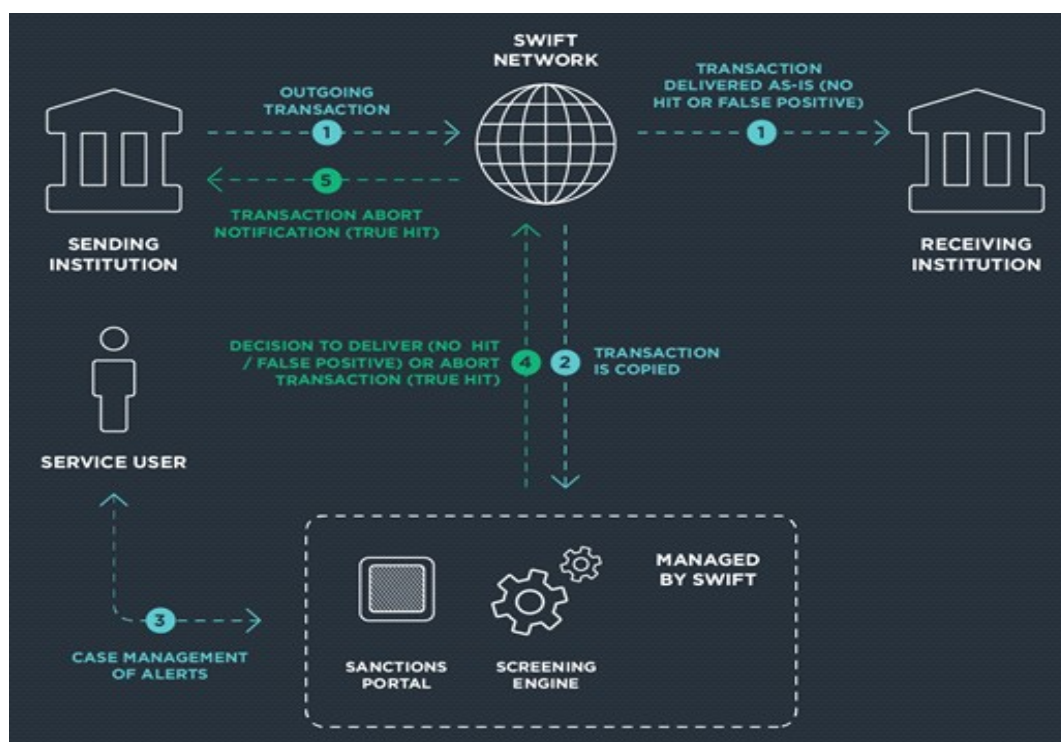 SWIFT
NETWORK
OUTGOING
TRANSACTION
1
TRANSACTION
DELIVERED AS-IS (NO
HIT OR FALSE POSITIVE)
1
5
TRANSACTION ABORT
NOTIFICATION (TRUE HIT)
SENDING
INSTITUTION
RECEIVING
INSTITUTION
DECISION TO DELIVER (NO HIT
/ FALSE POSITIVE) OR ABORT
TRANSACTION (TRUE HIT)
4
2
TRANSACTION
IS COPIED
SERVICE USER
3
CASE MANAGEMENT
OF ALERTS
MANAGED
BY SWIFT
SANCTIONS
PORTAL
SCREENING
ENGINE